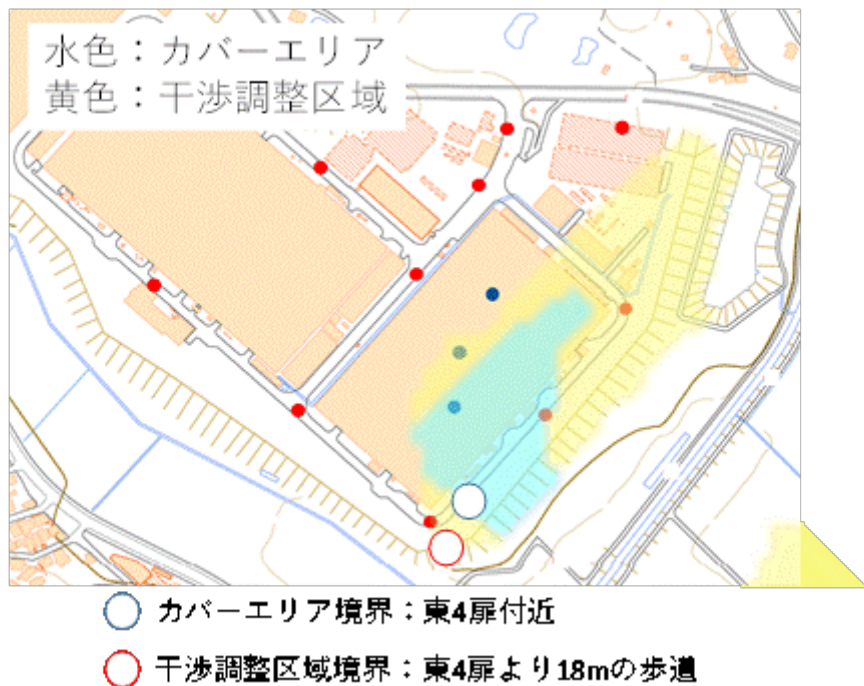 水色：カバーエリア
黄色：干渉調整区域
カバーエリア境界：東4扉付近
干渉調整区域境界：東4扉より18mの歩道